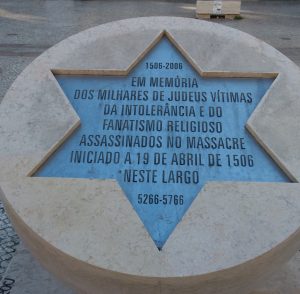 1506-2006
EM MEMÓRIA
DOS MILHARES DE JUDEUS VÍTIMAS
DA INTOLERÂNCIA E DO
FANATISMO RELIGIOSO
ASSASSINADOS NO MASSACRE
INICIADO A 19 DE ABRIL DE 1506
NESTE LARGO
5266-5766